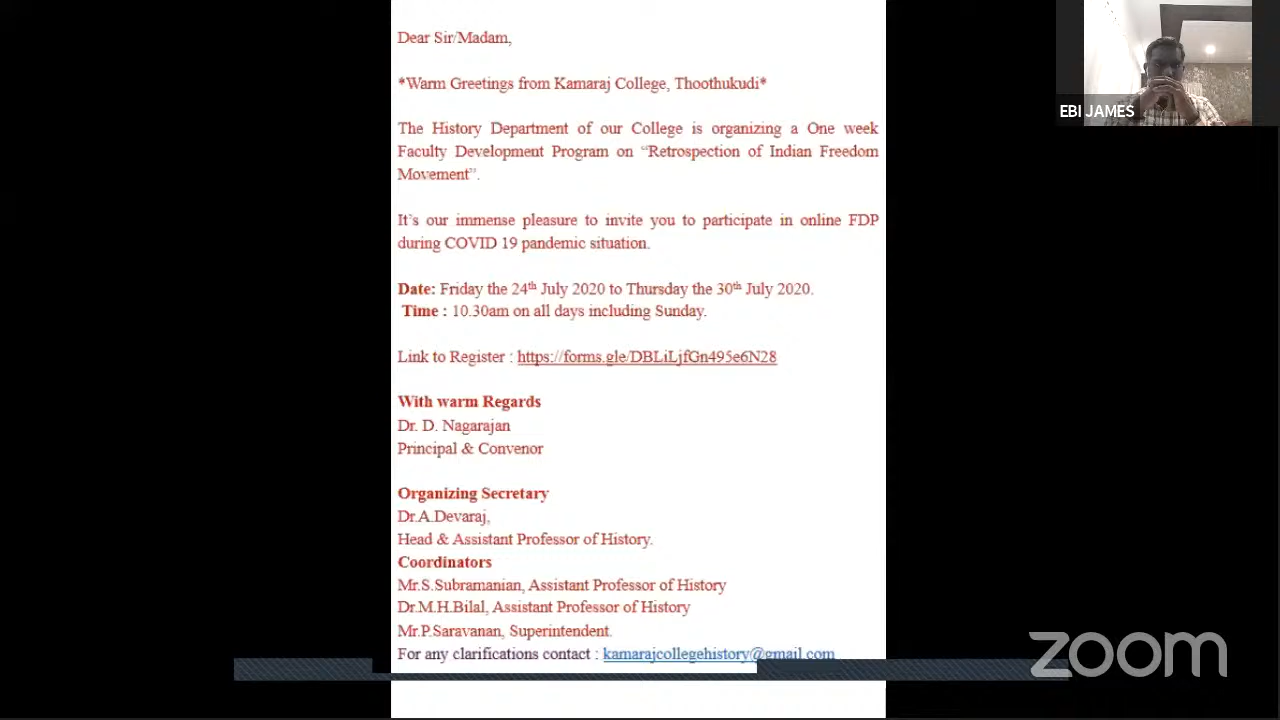 Dear Sir/Madam,
*Warm Greetings from Kamaraj College, Thoothukudi*
The History Department of our College is organizing a One week
Faculty Development Program on “Retrospection of Indian Freedom
Movement”.
It’s our immense pleasure to invite you to participate in online FDP
during COVID 19 pandemic situation.
Date: Friday the 24th July 2020 to Thursday the 30th July 2020.
Time : 10.30am on all days including Sunday.
Link to Register : https://forms.gle/DBLiLjfGn495e6N28
With warm Regards
Dr. D. Nagarajan
Principal & Convenor
Organizing Secretary
Dr.A.Devaraj,
Head & Assistant Professor of History.
Coordinators
Mr.S.Subramanian, Assistant Professor of History
Dr.M.H.Bilal, Assistant Professor of History
Mr.P.Saravanan, Superintendent.
For any clarifications contact : kamarajcollegehistory@gmail.com
EBI JAMES
zoom